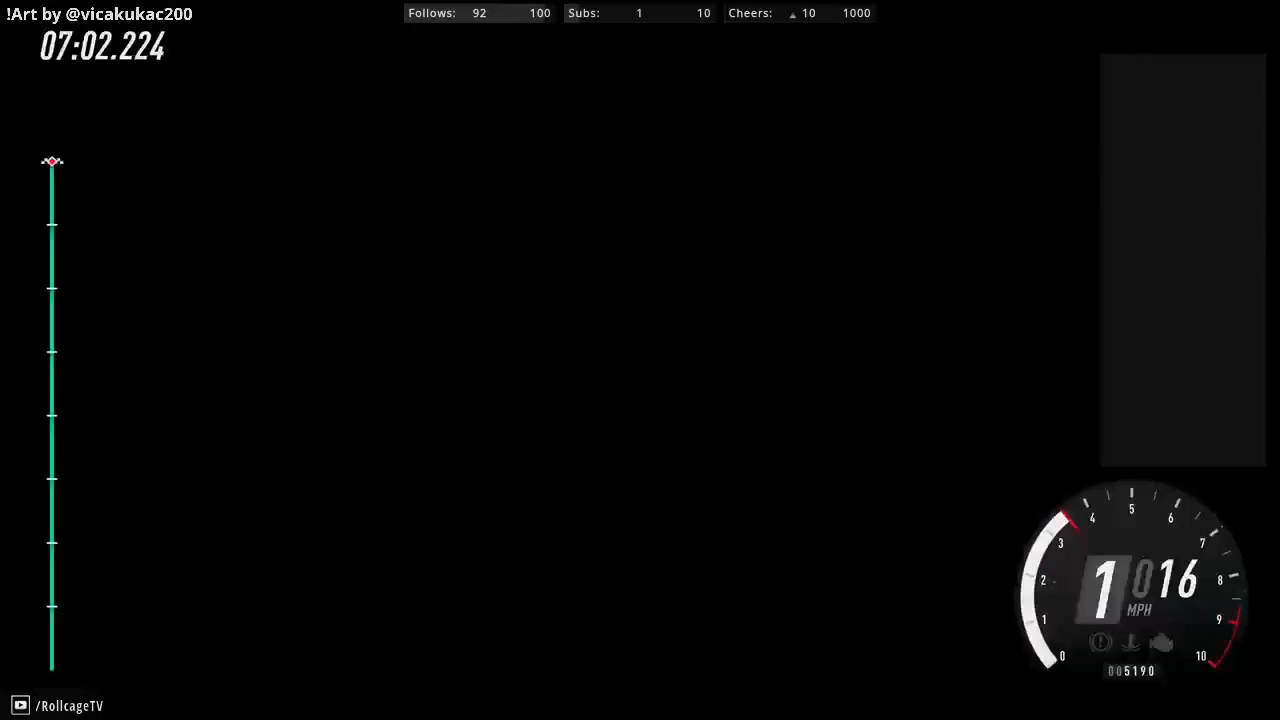 !Art by @vicakukac200
Follows: 92 100 Subs: 1 10 Cheers: 10 1000
07:02.224
5
4 6
3 7
2 8
1 016
MPH
1 9
0 10
005190
/RollcageTV